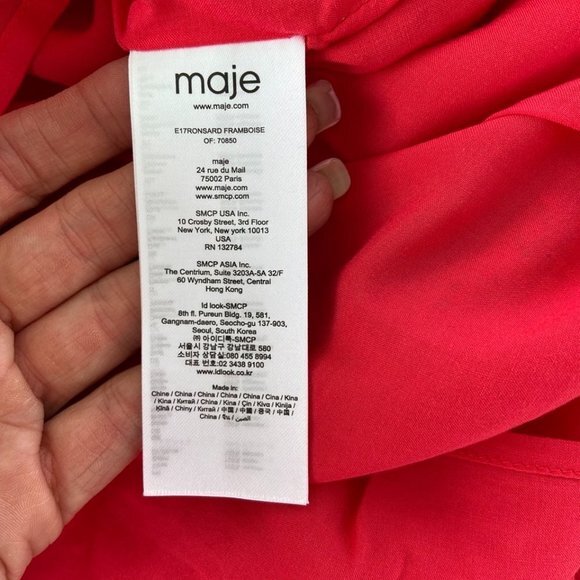 maje
www.maje.com
E17RONSARD FRAMBOISE
OF: 70850
maje
24 rue du Mail
75002 Paris
www.maje.com
www.smcp.com
SMCP USA Inc.
10 Crosby Street, 3rd Floor
New York, New york 10013
USA
RN 132784
SMCP ASIA Inc.
The Centrium, Suite 3203A-5A 32/F
60 Wyndham Street, Central
Hong Kong
Id look-SMCP
8th fl. Pureun Bldg. 19, 581,
Gangnam-daero, Seocho-gu 137-903,
Seoul, South Korea
㈜ 아이디룩-SMCP
서울시 강남구 강남대로 580
소비자 상담실:080 455 8994
대표 번호:02 3438 9100
www.idlook.co.kr
Made in:
China / China / China / China / China / Cina / Kina
/ Kina / Китай / China / Kina / Çin / Kiva / Kiinija /
Ķīnā / Chiny / Китай / 中国 / 中國 / 중국 / 中国 /
China / จีน / الصين